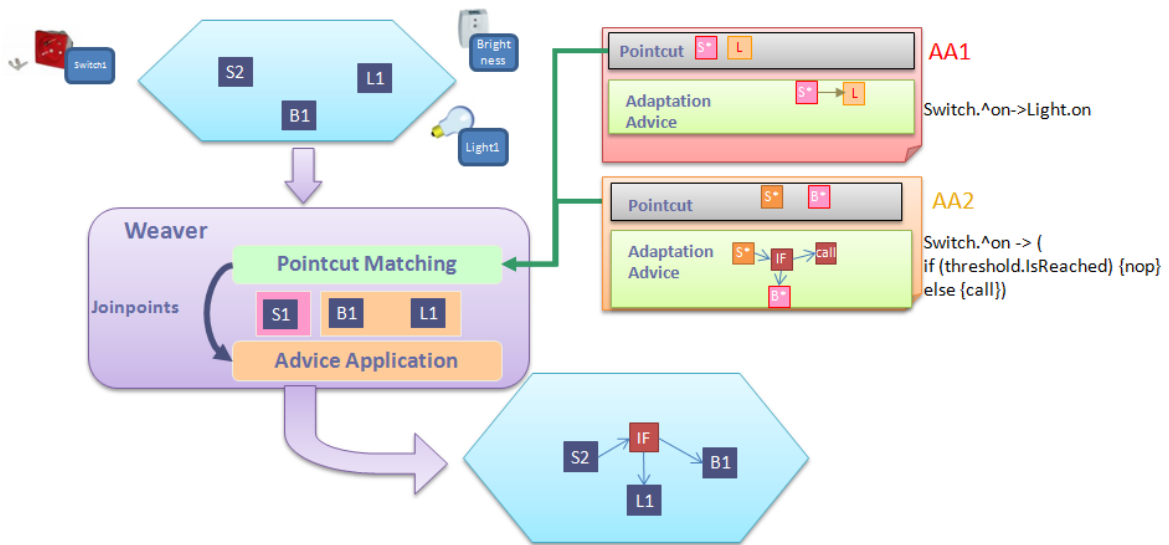 Switch1
S2
L1
B1
Bright
ness
Light1
Pointcut
S*
L
Adaptation
Advice
S*
L
AA1
Switch.^on->Light.on
Pointcut
S*
B*
Adaptation
Advice
S*
IF
call
B*
AA2
Switch.^on -> (
if (threshold.IsReached) {nop}
else {call})
Weaver
Pointcut Matching
Joinpoints
S1
B1
L1
Advice Application
IF
S2
B1
L1